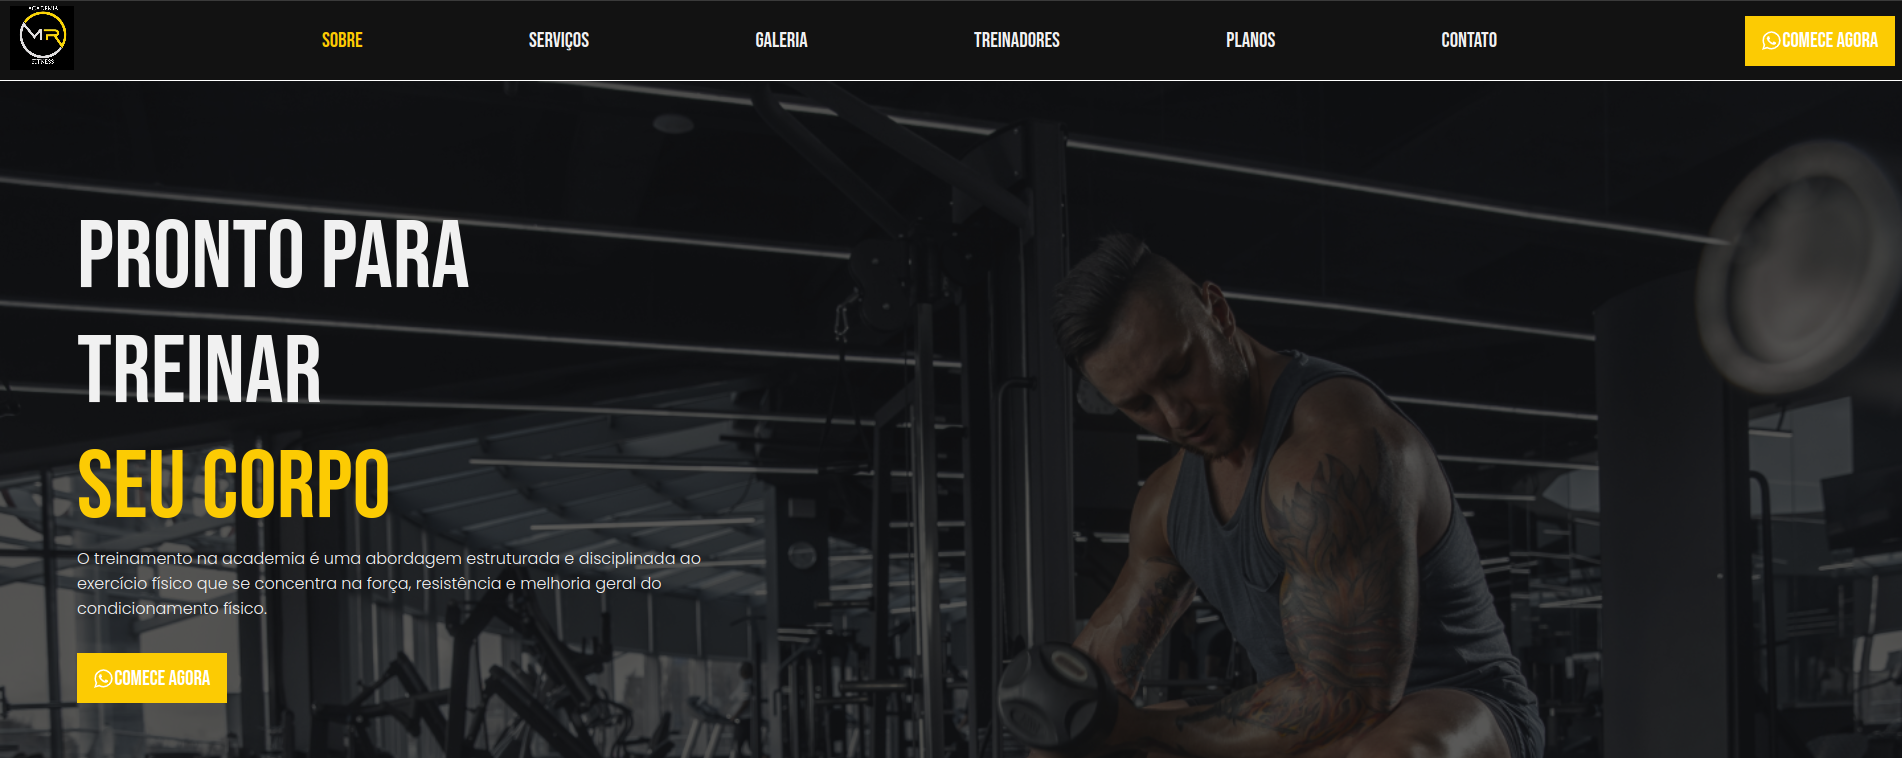 ACADEMIA
MR
FITNESS
SOBRE
SERVIÇOS
GALERIA
TREINADORES
PLANOS
CONTATO
COMECE AGORA
PRONTO PARA
TREINAR
SEU CORPO
O treinamento na academia é uma abordagem estruturada e disciplinada ao
exercício físico que se concentra na força, resistência e melhoria geral do
condicionamento físico.
COMECE AGORA